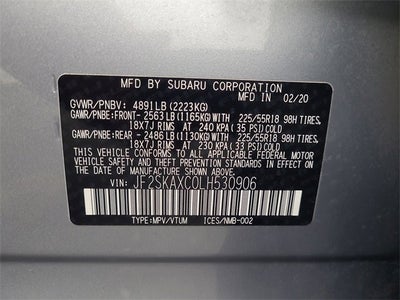 MFD BY SUBARU CORPORATION
MFD IN 02/20
GVWR/PNBV: 4891LB (2223KG)
GAWR/PNBE:FRONT- 2563LB (1165KG) WITH 225/55R18 98H TIRES
18X7J RIMS AT 240 KPA ( 35 PSI) COLD
GAWR/PNBE:REAR - 2486LB (1130KG) WITH 225/55R18 98H TIRES
18X7J RIMS AT 230 KPA ( 33 PSI) COLD
THIS VEHICLE CONFORMS TO ALL APPLICABLE FEDERAL MOTOR
VEHICLE SAFETY AND THEFT PREVENTION STANDARDS IN EFFECT
ON THE DATE OF MANUFACTURE SHOWN ABOVE.
VIN: JF2SKAXC0LH530906
TYPE:MPV/VTUM ICES/NMB-002